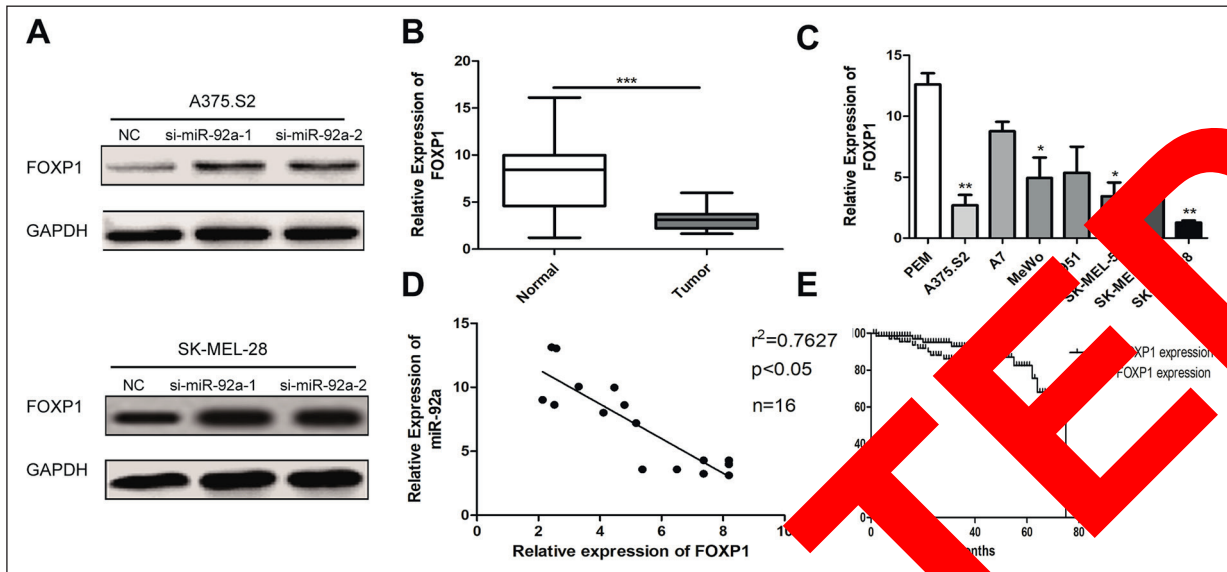 A
A375.S2
NC si-miR-92a-1 si-miR-92a-2
FOXP1
GAPDH
SK-MEL-28
NC si-miR-92a-1 si-miR-92a-2
FOXP1
GAPDH
B
Relative Expression of
FOXP1
20
15
10
5
0
***
Normal
Tumor
C
Relative Expression of
FOXP1
15
10
5
0
**
*
*
**
PEM
A375.S2
A7
MeWo
D
Relative Expression of
miR-92a
15
10
5
0
r²=0.7627
p<0.05
n=16
0 2 4 6 8 10
Relative expression of FOXP1
E
100
80
60
0
0 20 40 60 80
FOXP1 expression
TER